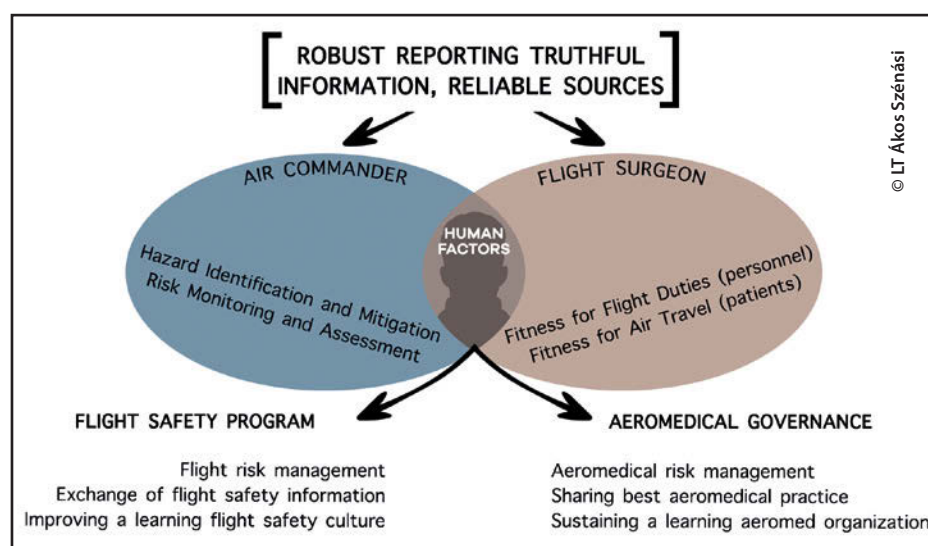 ROBUST REPORTING TRUTHFUL
INFORMATION, RELIABLE SOURCES
© LT Ákos Szénási
AIR COMMANDER
FLIGHT SURGEON
HUMAN
FACTORS
Hazard Identification and Mitigation
Risk Monitoring and Assessment
Fitness for Flight Duties (personnel)
Fitness for Air Travel (patients)
FLIGHT SAFETY PROGRAM
Flight risk management
Exchange of flight safety information
Improving a learning flight safety culture
AEROMEDICAL GOVERNANCE
Aeromedical risk management
Sharing best aeromedical practice
Sustaining a learning aeromed organization